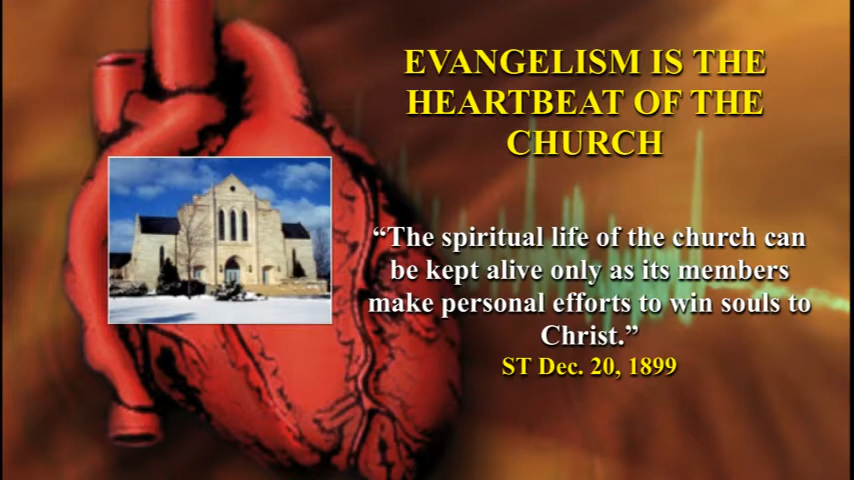 EVANGELISM IS THE
HEARTBEAT OF THE
CHURCH
“The spiritual life of the church can
be kept alive only as its members
make personal efforts to win souls to
Christ.”
ST Dec. 20, 1899